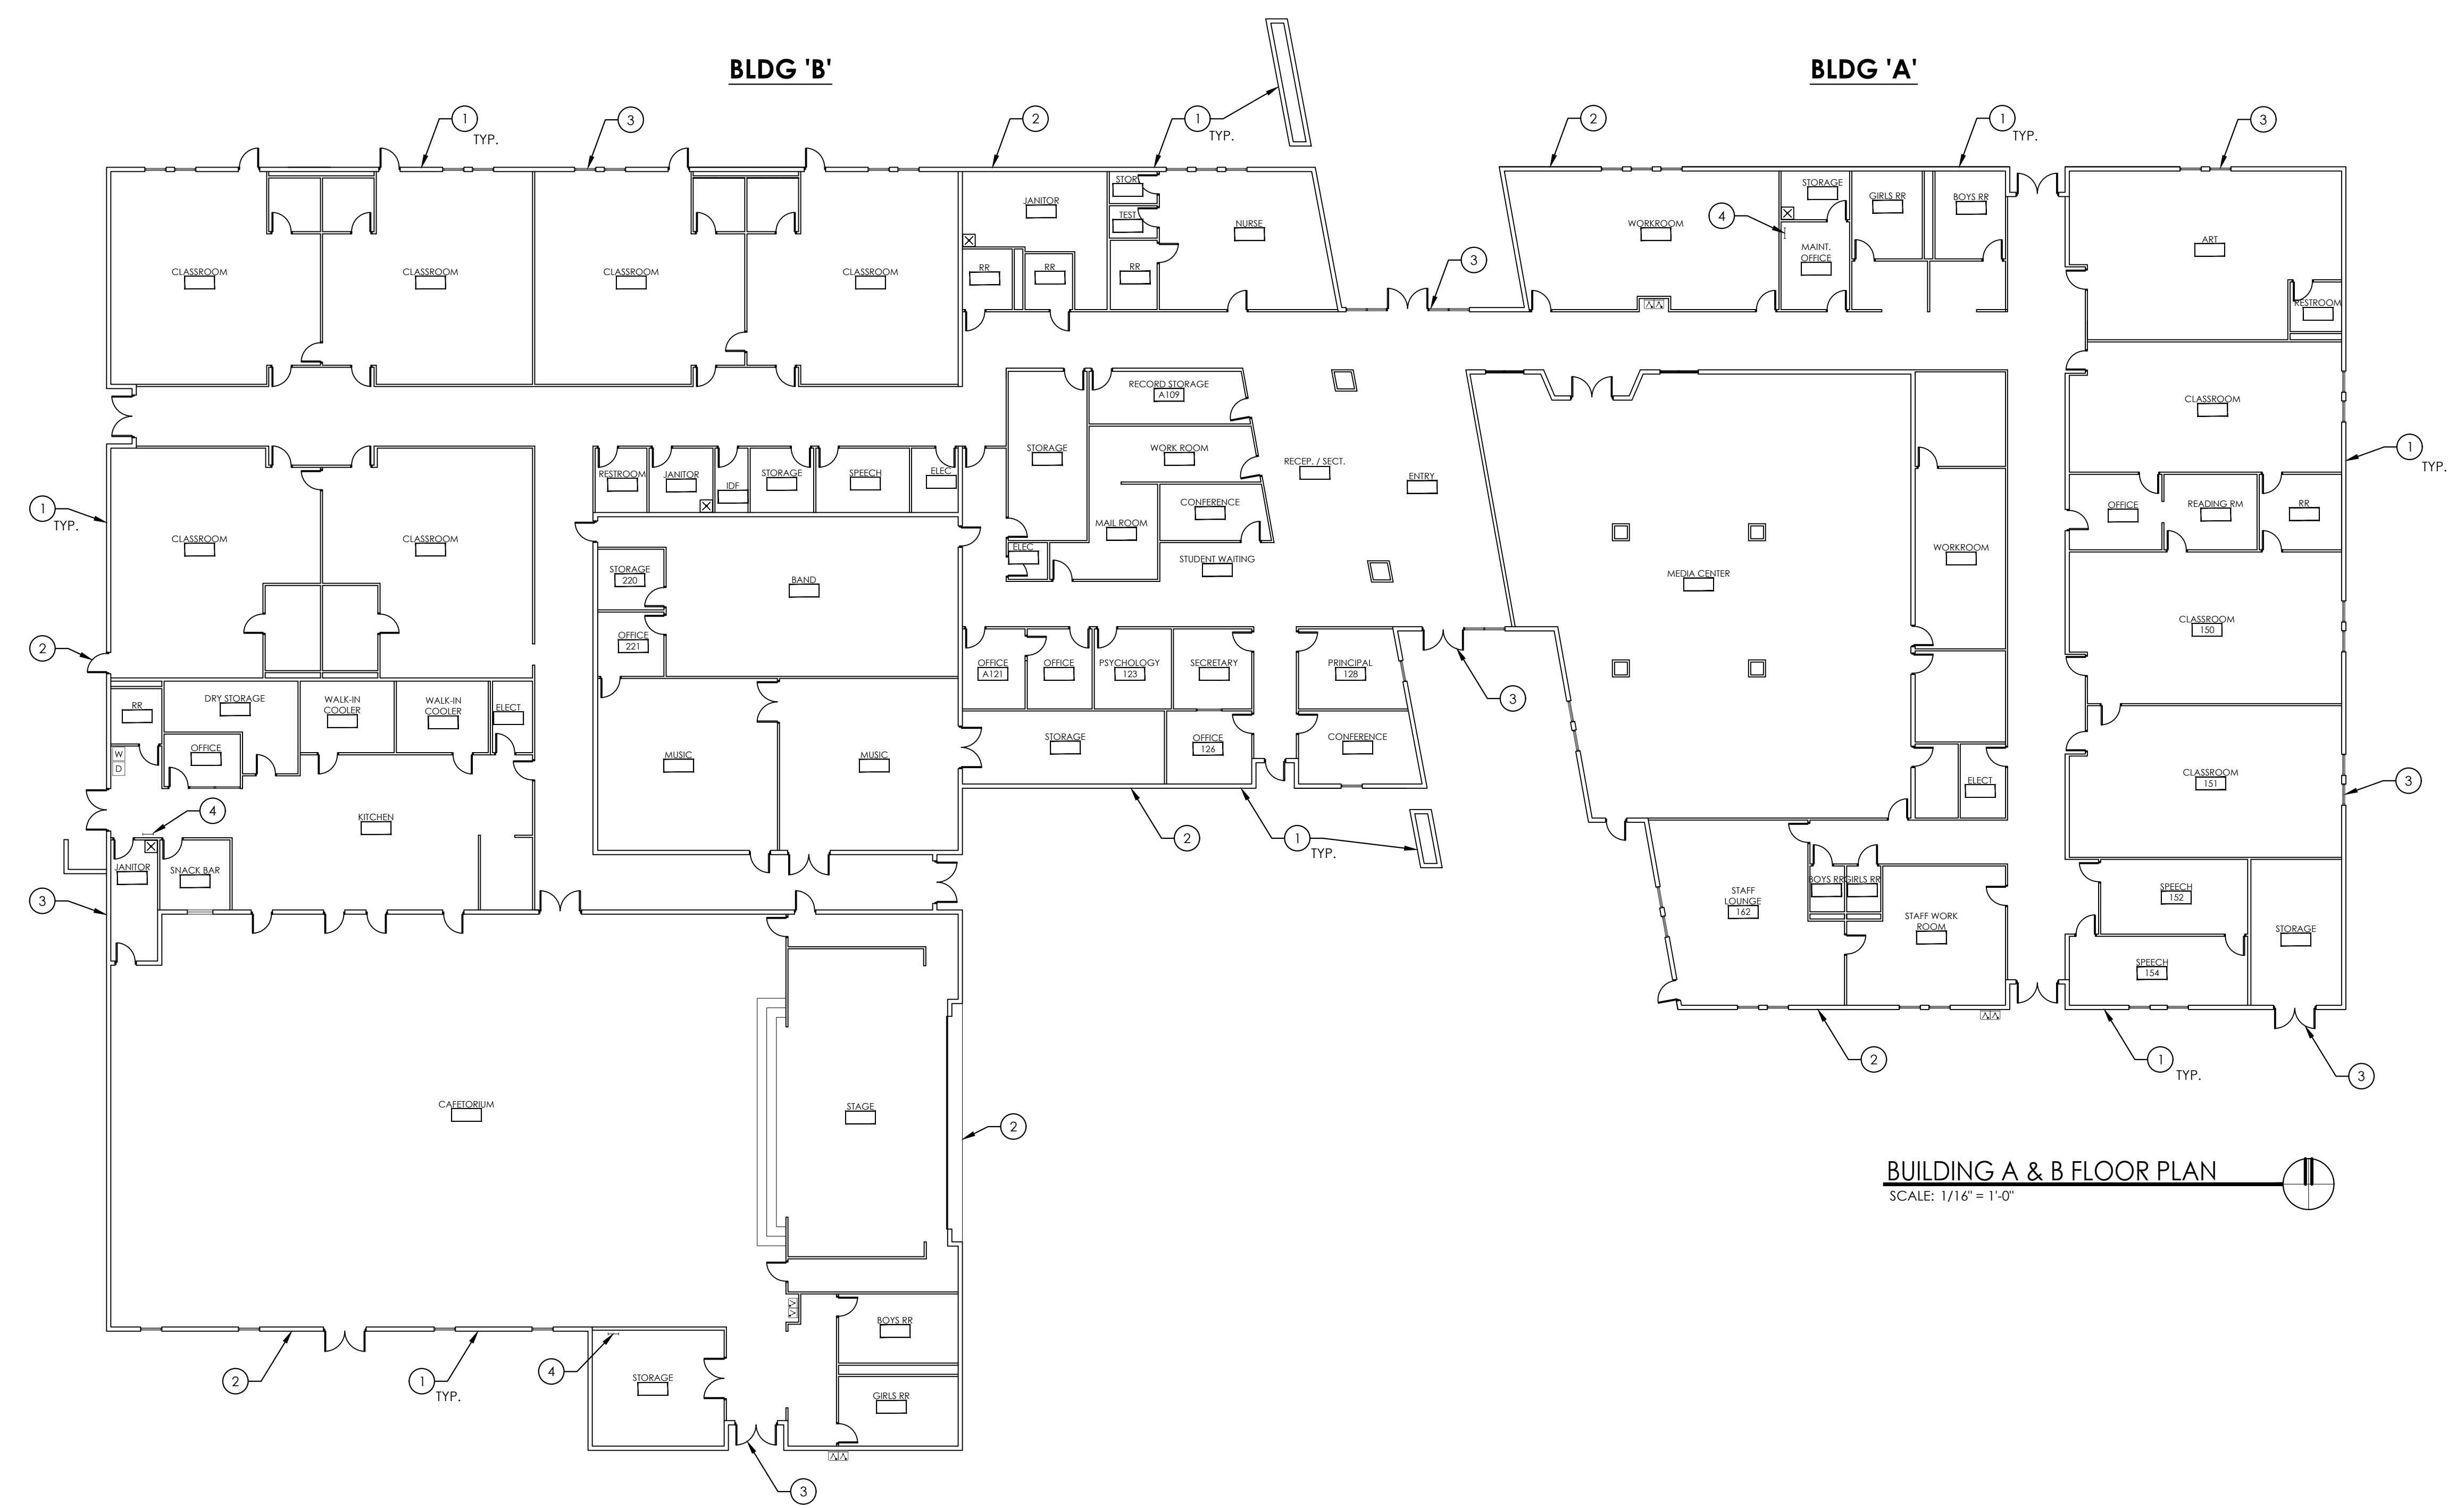 BLDG 'B'
BLDG 'A'
1
TYP.
3
2
1
TYP.
2
1
TYP.
3
STOR
JANITOR
TEST
NURSE
STORAGE
GIRLS RR
BOYS RR
WORKROOM
4
MAINT.
OFFICE
ART
CLASSROOM
CLASSROOM
CLASSROOM
CLASSROOM
RR
RR
RR
3
RESTROOM
RECORD STORAGE
A109
CLASSROOM
1
TYP.
RESTROOM
JANITOR
IDF
STORAGE
SPEECH
ELEC
STORAGE
WORK ROOM
RECEP. / SECT.
ENTRY
CONFERENCE
MAIL ROOM
OFFICE
READING RM
RR
1
TYP.
CLASSROOM
CLASSROOM
ELEC
STUDENT WAITING
WORKROOM
STORAGE
220
BAND
MEDIA CENTER
CLASSROOM
150
OFFICE
221
2
OFFICE
A121
OFFICE
PSYCHOLOGY
123
SECRETARY
PRINCIPAL
128
3
RR
DRY STORAGE
WALK-IN
COOLER
WALK-IN
COOLER
ELECT
W
D
OFFICE
MUSIC
MUSIC
STORAGE
OFFICE
126
CONFERENCE
ELECT
CLASSROOM
151
3
4
KITCHEN
2
1
TYP.
JANITOR
SNACK BAR
3
STAFF
LOUNGE
162
BOYS RR
GIRLS RR
STAFF WORK
ROOM
SPEECH
152
STORAGE
SPEECH
154
2
1
TYP.
3
CAFETORIUM
STAGE
2
BUILDING A & B FLOOR PLAN
SCALE: 1/16" = 1'-0"
BOYS RR
2
1
TYP.
4
STORAGE
GIRLS RR
3